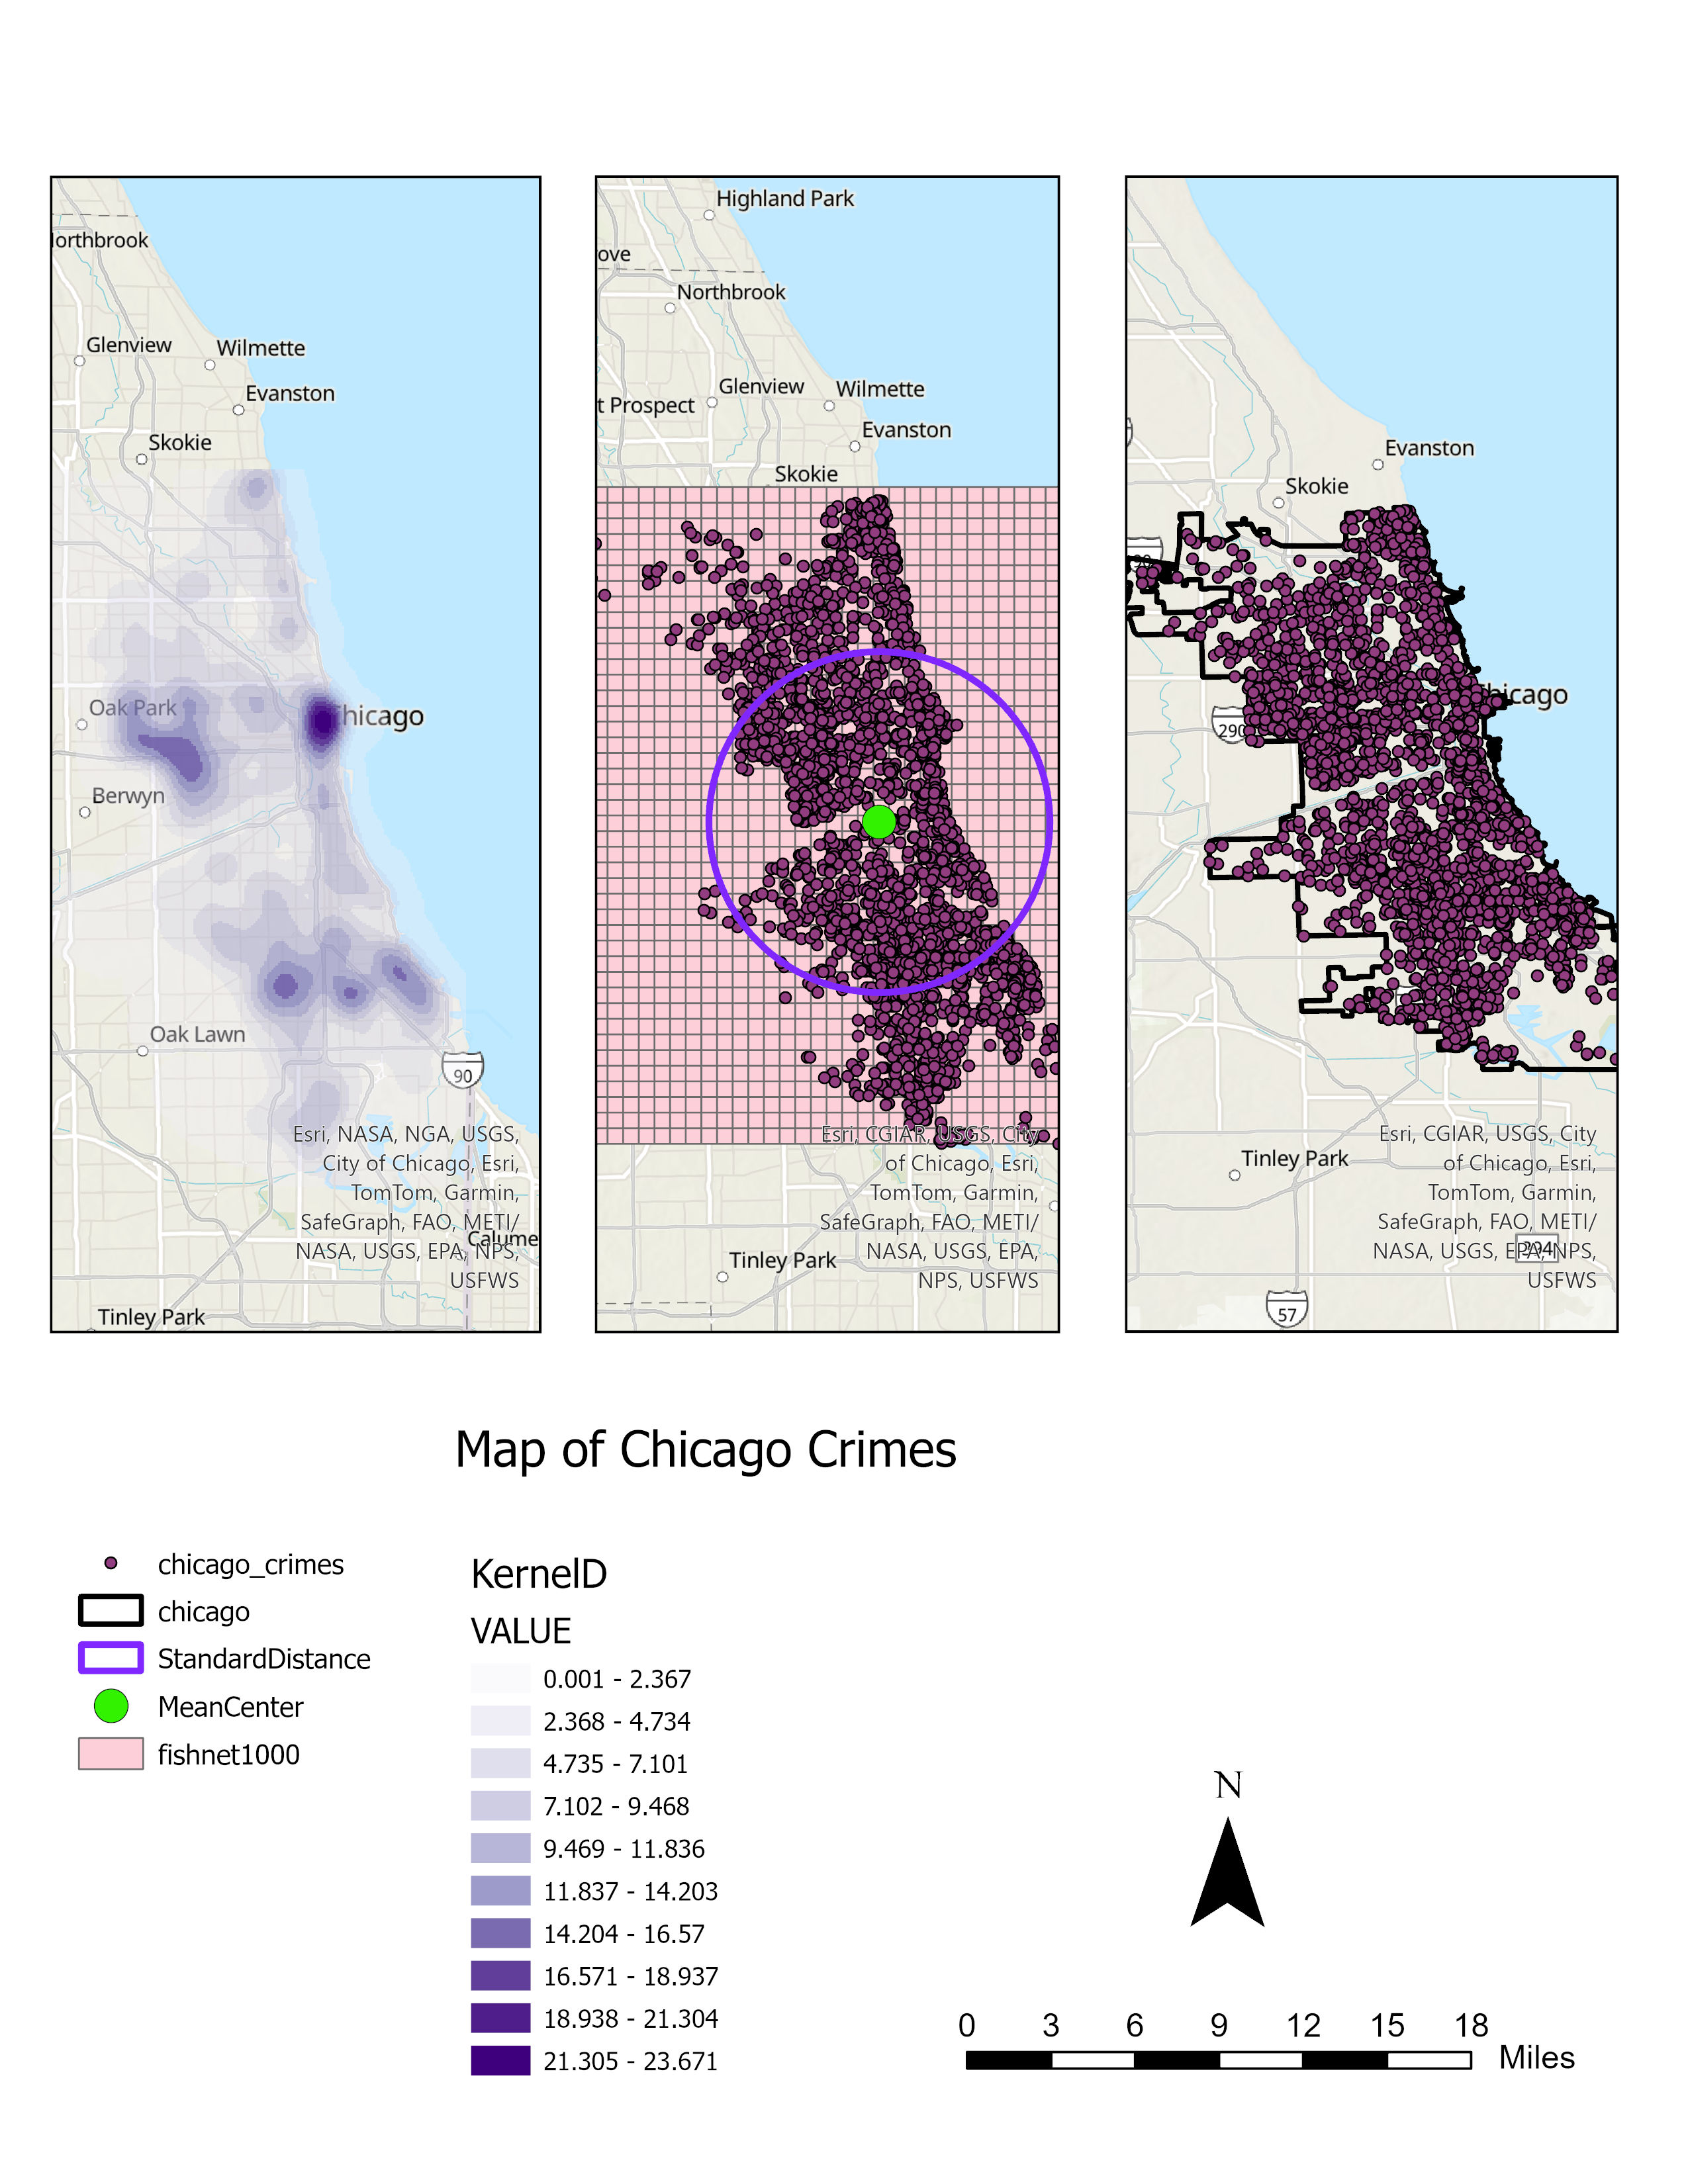 orthbrook
Glenview
Wilmette
Evanston
Skokie
Oak Park
Chicago
Berwyn
Oak Lawn
90
Esri, NASA, NGA, USGS,
City of Chicago, Esri,
TomTom, Garmin,
SafeGraph, FAO, METI/
NASA, USGS, EPA, NPS,
USFWS
Calume
Tinley Park
Highland Park
ove
Northbrook
Glenview
Wilmette
t Prospect
Evanston
Skokie
Esri, CGIAR, USGS, City
of Chicago, Esri,
TomTom, Garmin,
SafeGraph, FAO, METI/
NASA, USGS, EPA,
NPS, USFWS
Tinley Park
Evanston
Skokie
90
hicago
290
Esri, CGIAR, USGS, City
of Chicago, Esri,
TomTom, Garmin,
SafeGraph, FAO, METI/
NASA, USGS, EPA, NPS,
USFWS
Tinley Park
394
57
Map of Chicago Crimes
chicago_crimes
chicago
StandardDistance
MeanCenter
fishnet1000
KernelD
VALUE
0.001 - 2.367
2.368 - 4.734
4.735 - 7.101
7.102 - 9.468
9.469 - 11.836
11.837 - 14.203
14.204 - 16.57
16.571 - 18.937
18.938 - 21.304
21.305 - 23.671
N
0 3 6 9 12 15 18
Miles